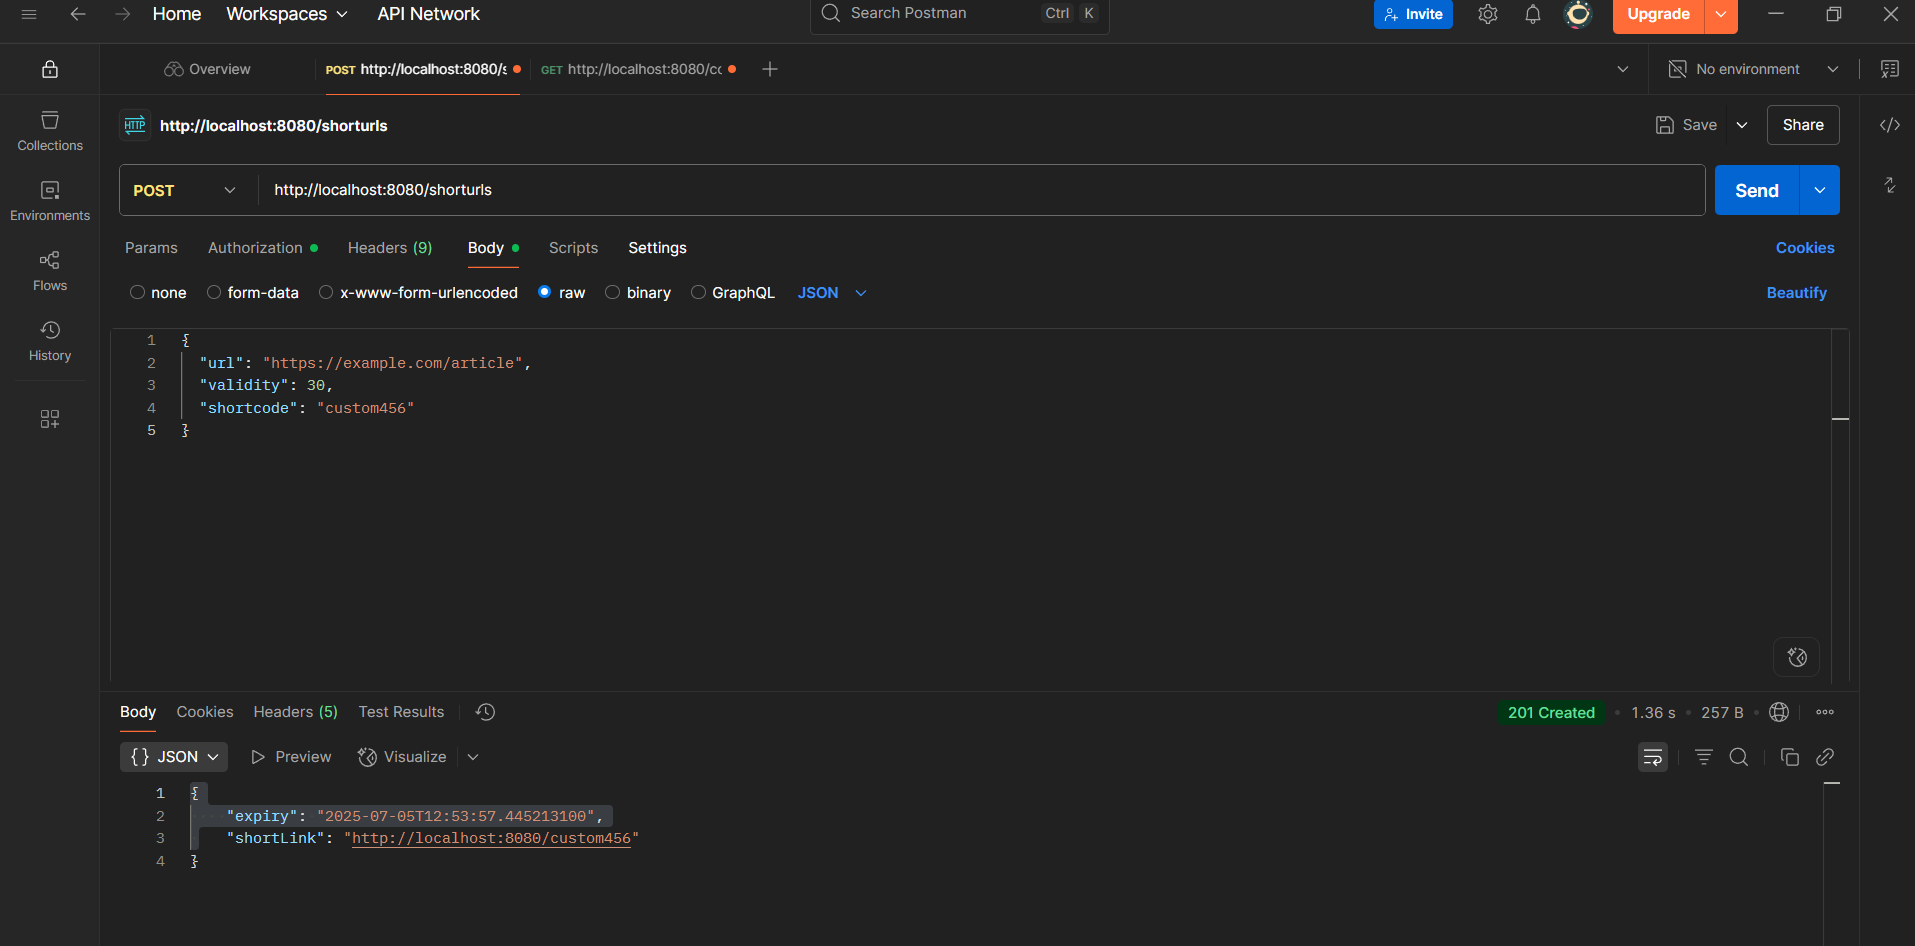 Home Workspaces API Network Search Postman Ctrl K Invite Upgrade
Overview POST http://localhost:8080/s GET http://localhost:8080/cc No environment
HTTP http://localhost:8080/shorturls Save Share
Collections
POST http://localhost:8080/shorturls Send
Environments
Params Authorization Headers (9) Body Scripts Settings Cookies
Flows
none form-data x-www-form-urlencoded raw binary GraphQL JSON Beautify
History
1 {
2 "url": "https://example.com/article",
3 "validity": 30,
4 "shortcode": "custom456"
5 }
Body Cookies Headers (5) Test Results 201 Created 1.36 s 257 B
{} JSON Preview Visualize
1 {
2 "expiry": "2025-07-05T12:53:57.445213100",
3 "shortLink": "http://localhost:8080/custom456"
4 }